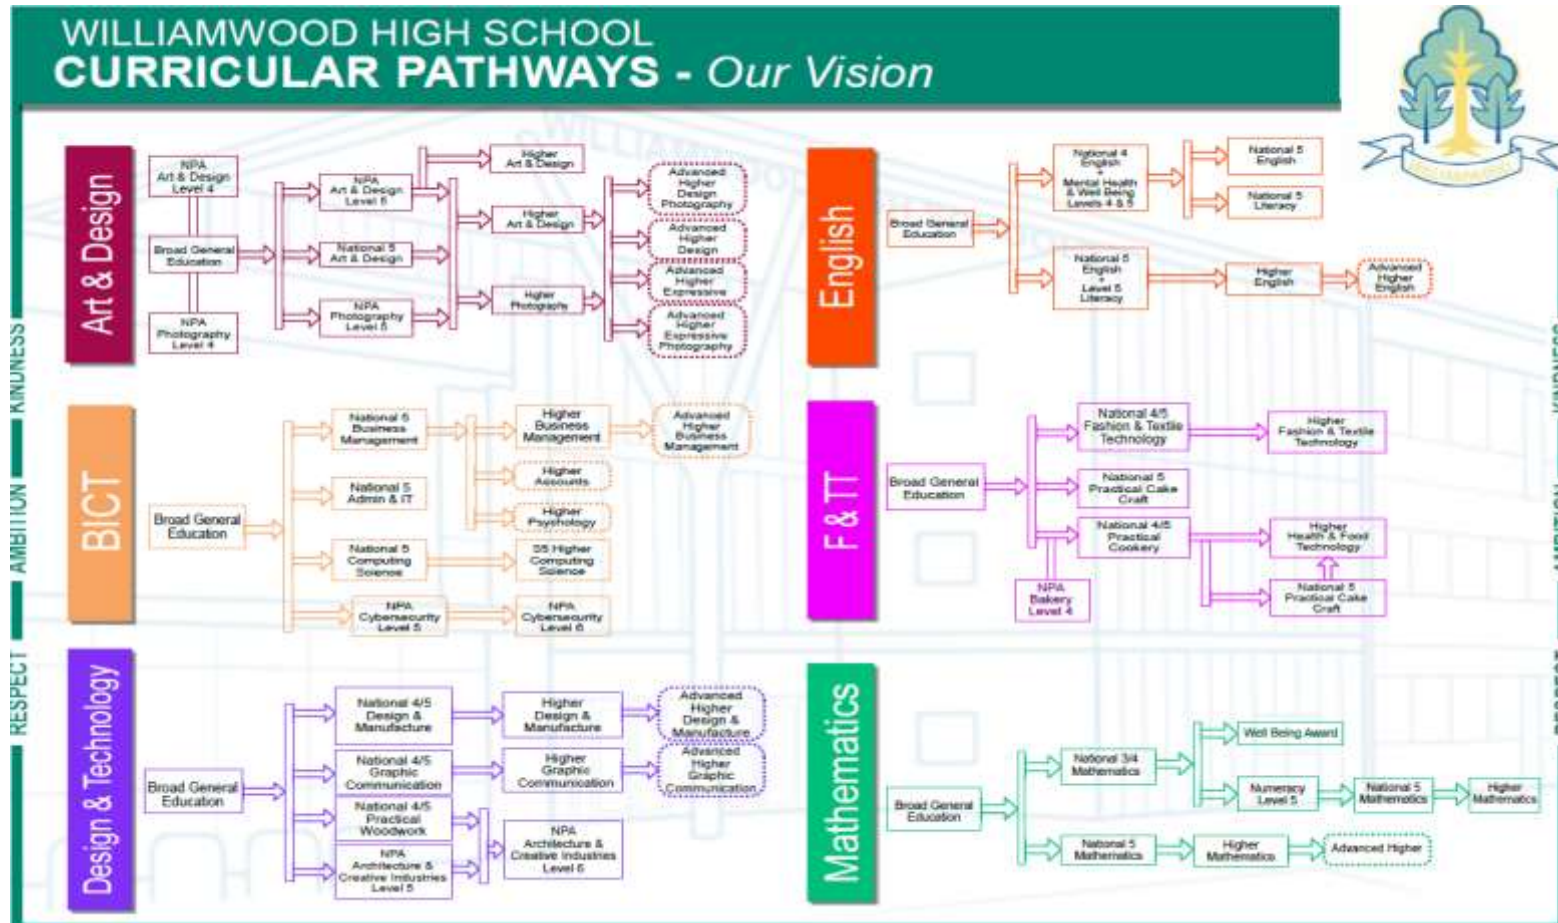 WILLIAMWOOD HIGH SCHOOL
CURRICULAR PATHWAYS - Our Vision
KINDNESS
AMBITION
RESPECT
Art & Design
NPA
Art & Design
Level 4
Broad General
Education
NPA
Photography
Level 4
NPA
Art & Design
Level 5
National 5
Art & Design
NPA
Photography
Level 5
Higher
Art & Design
Higher
Art & Design
Higher
Photography
Advanced
Higher
Design
Photography
Advanced
Higher
Design
Advanced
Higher
Expressive
Advanced
Higher
Expressive
Photography
English
Broad General
Education
National 4
English
+
Mental Health
& Well Being
Levels 4 & 5
National 5
English
National 5
Literacy
National 5
English
+
Level 5
Literacy
Higher
English
Advanced
Higher
English
BICT
Broad General
Education
National 5
Business
Management
National 5
Admin & IT
National 5
Computing
Science
NPA
Cybersecurity
Level 5
Higher
Business
Management
Higher
Accounts
Higher
Psychology
S5 Higher
Computing
Science
NPA
Cybersecurity
Level 6
Advanced
Higher
Business
Management
F & TT
Broad General
Education
National 4/5
Fashion & Textile
Technology
National 5
Practical Cake
Craft
National 4/5
Practical
Cookery
NPA
Bakery
Level 4
Higher
Fashion & Textile
Technology
Higher
Health & Food
Technology
National 5
Practical Cake
Craft
Design & Technology
Broad General
Education
National 4/5
Design &
Manufacture
National 4/5
Graphic
Communication
National 4/5
Practical
Woodwork
NPA
Architecture &
Creative Industries
Level 5
Higher
Design &
Manufacture
Higher
Graphic
Communication
NPA
Architecture &
Creative Industries
Level 6
Advanced
Higher
Design &
Manufacture
Advanced
Higher
Graphic
Communication
Mathematics
Broad General
Education
National 3/4
Mathematics
Well Being Award
Numeracy
Level 5
National 5
Mathematics
Higher
Mathematics
National 5
Mathematics
Higher
Mathematics
Advanced Higher